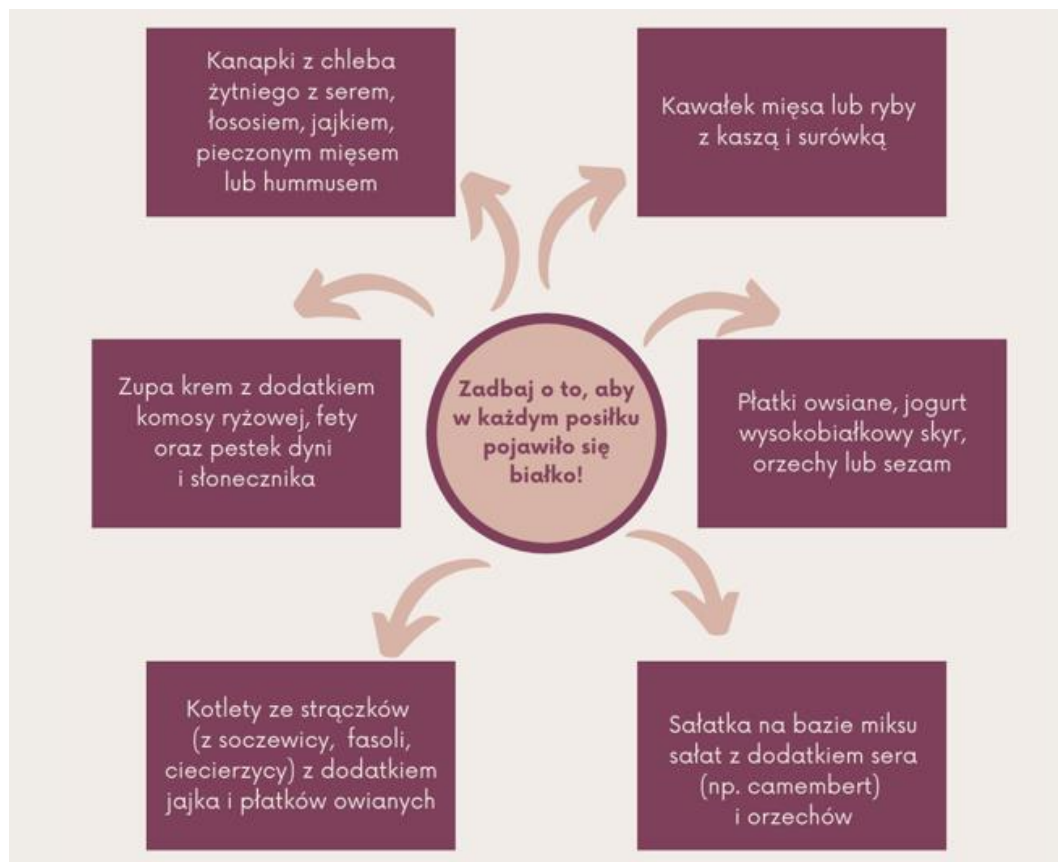 Kanapki z chleba
żytniego z serem,
łososiem, jajkiem,
pieczonym mięsem
lub hummusem
Kawałek mięsa lub ryby
z kaszą i surówką
Zupa krem z dodatkiem
komosy ryżowej, fety
oraz pestek dyni
i słonecznika
Zadbaj o to, aby
w każdym posiłku
pojawiło się
białko!
Płatki owsiane, jogurt
wysokobiałkowy skyr,
orzechy lub sezam
Kotlety ze strączków
(z soczewicy, fasoli,
ciecierzycy) z dodatkiem
jajka i płatków owianych
Sałatka na bazie miksu
sałat z dodatkiem sera
(np. camembert)
i orzechów